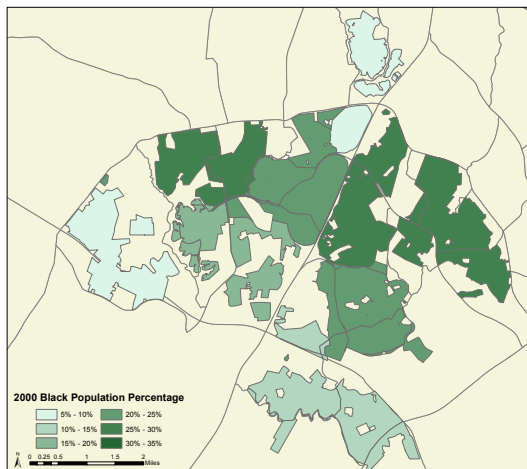 2000 Black Population Percentage
5% - 10% 20% - 25%
10% - 15% 25% - 30%
15% - 20% 30% - 35%
N
0 0.25 0.5 1 1.5 2
Miles